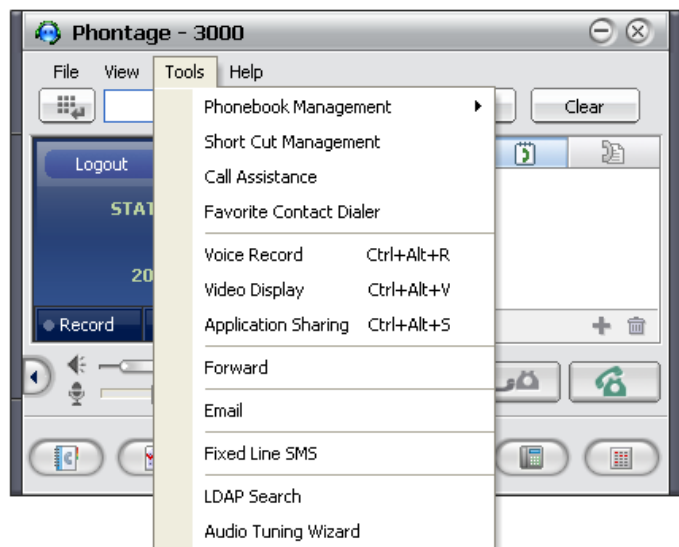 Phontage - 3000
File View Tools Help
Clear
Phonebook Management
Short Cut Management
Call Assistance
Favorite Contact Dialer
Voice Record Ctrl+Alt+R
Video Display Ctrl+Alt+V
Application Sharing Ctrl+Alt+S
Forward
Email
Fixed Line SMS
LDAP Search
Audio Tuning Wizard
Logout
STAT
20
Record